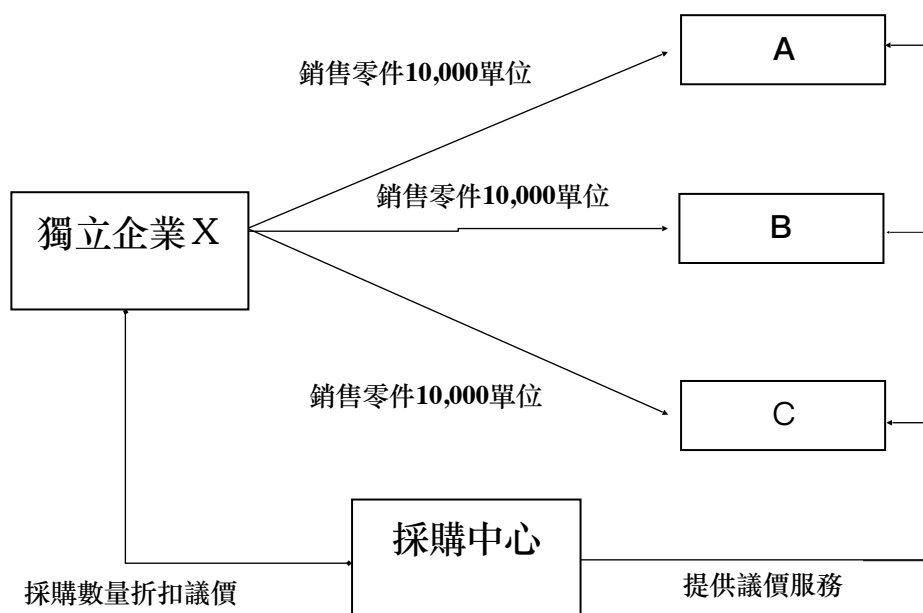 A
銷售零件10,000單位
銷售零件10,000單位
獨立企業X
B
銷售零件10,000單位
C
採購中心
採購數量折扣議價
提供議價服務